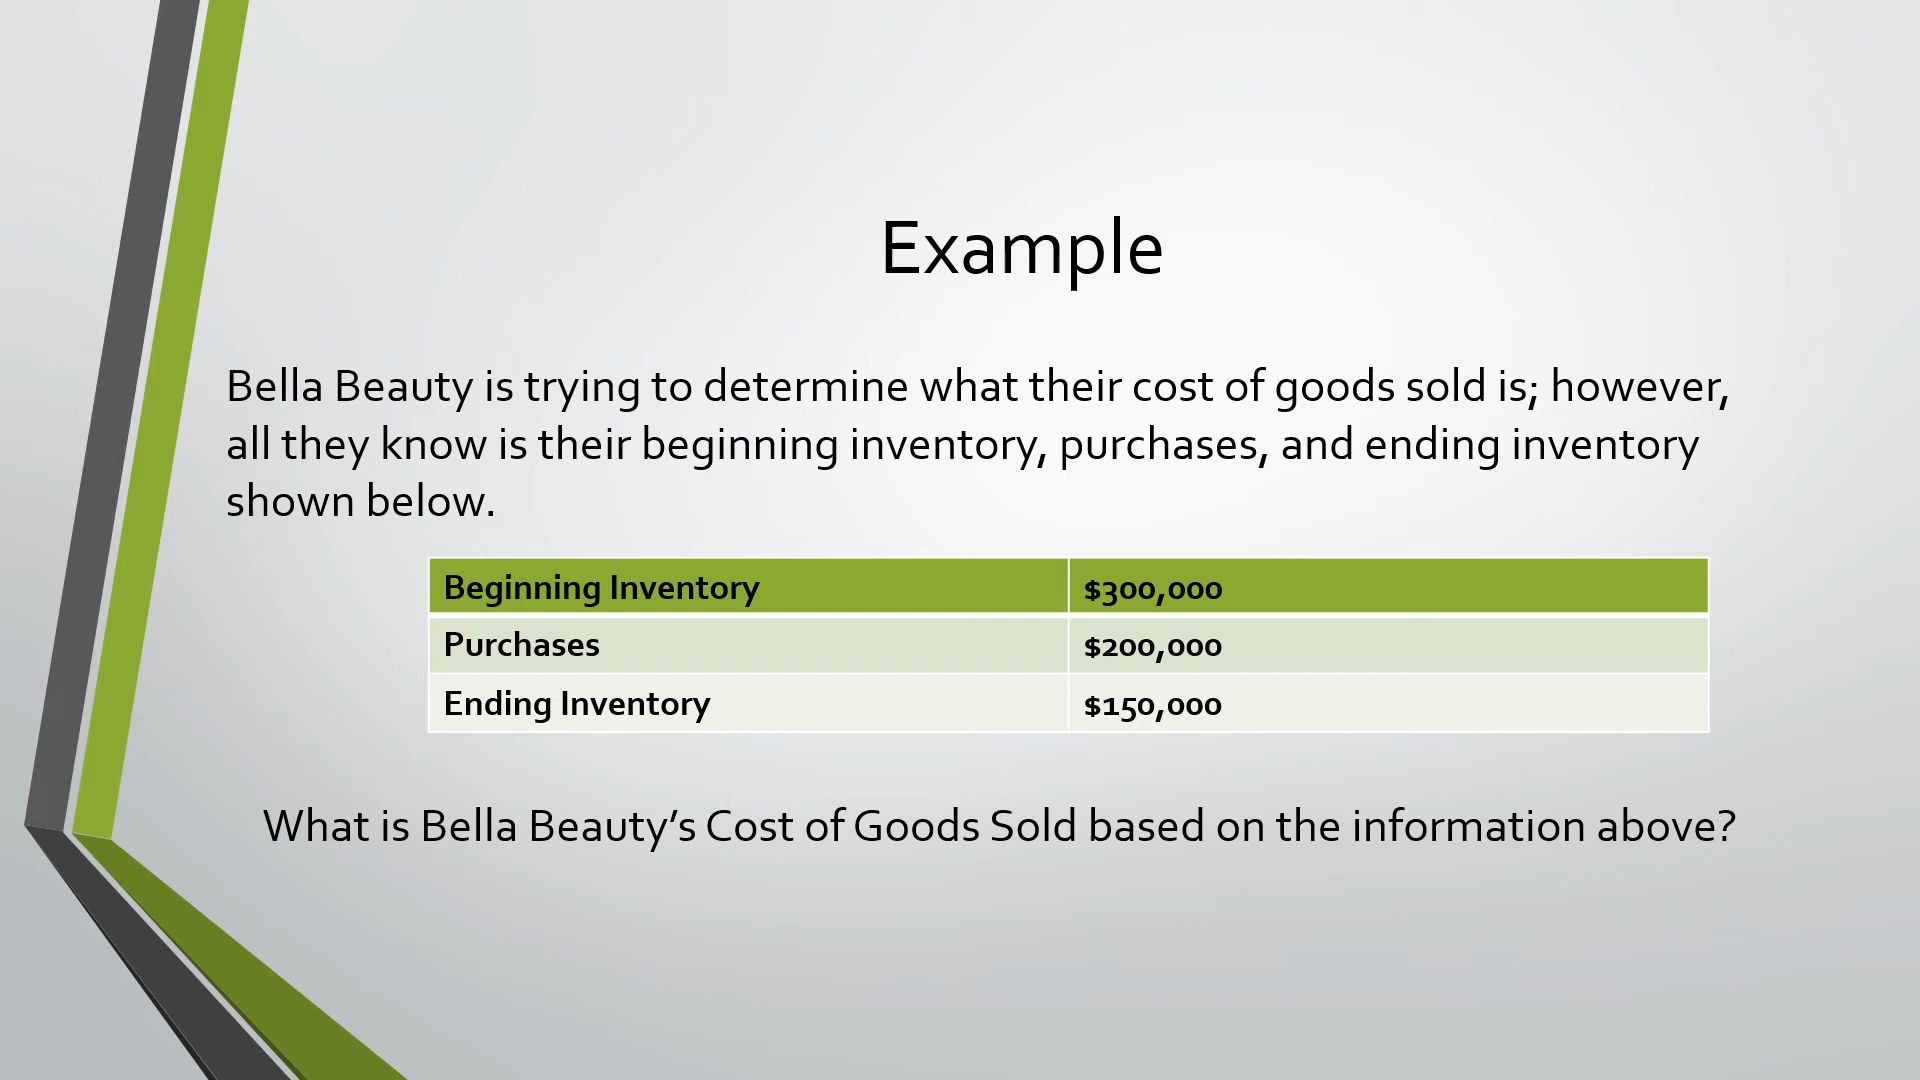 Example
Bella Beauty is trying to determine what their cost of goods sold is; however,
all they know is their beginning inventory, purchases, and ending inventory
shown below.
Beginning Inventory $300,000
Purchases $200,000
Ending Inventory $150,000
What is Bella Beauty’s Cost of Goods Sold based on the information above?